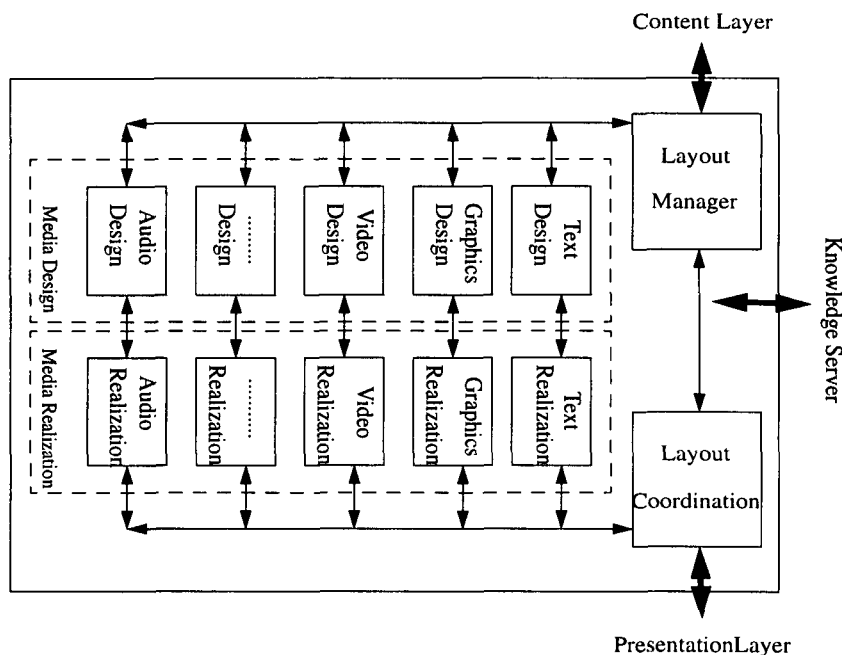 Content Layer
Layout
Manager
Media Design
Audio
Design
..........
Design
Video
Design
Graphics
Design
Text
Design
Knowledge Server
Media Realization
Audio
Realization
..........
Realization
Video
Realization
Graphics
Realization
Text
Realization
Layout
Coordination
PresentationLayer